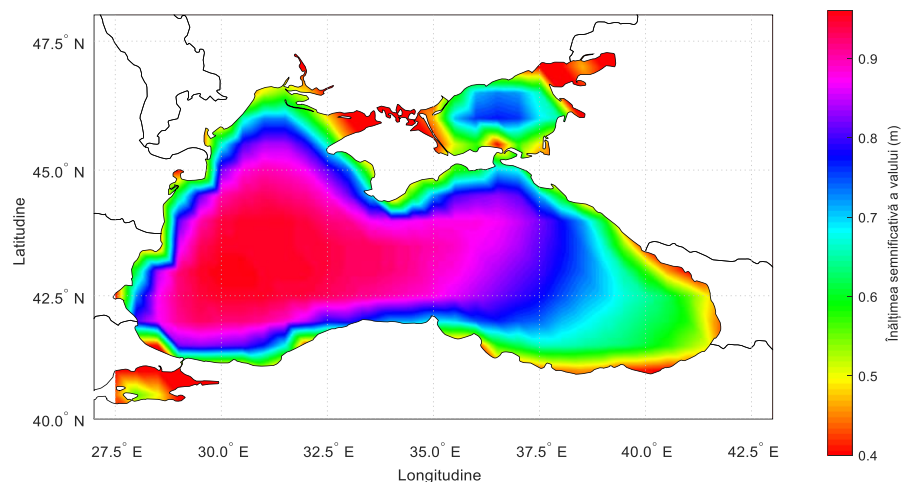 47.5° N
45.0° N
42.5° N
40.0° N
Latitudine
27.5° E 30.0° E 32.5° E 35.0° E 37.5° E 40.0° E 42.5° E
Longitudine
0.9
0.8
0.7
0.6
0.5
0.4
Înălțimea semnificativă a valului (m)